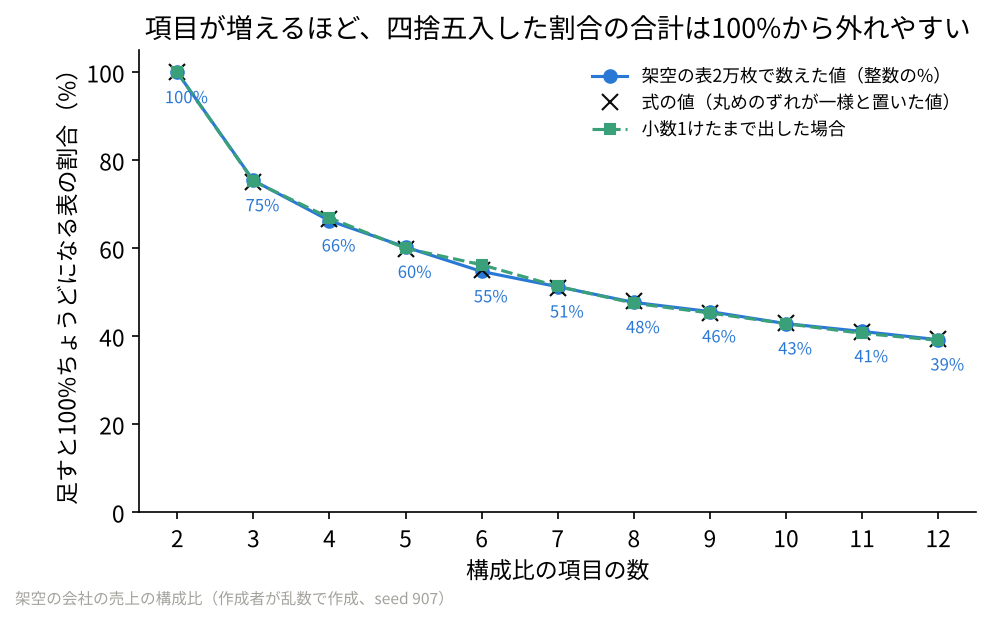 項目が増えるほど、四捨五入した割合の合計は100%から外れやすい
足すと100%ちょうどになる表の割合（%）
100
80
60
40
20
0
架空の表2万枚で数えた値（整数の%）
式の値（丸めのずれが一様と置いた値）
小数1けたまで出した場合
100%
75%
66%
60%
55%
51%
48%
46%
43%
41%
39%
2 3 4 5 6 7 8 9 10 11 12
構成比の項目の数
架空の会社の売上の構成比（作成者が乱数で作成、seed 907）